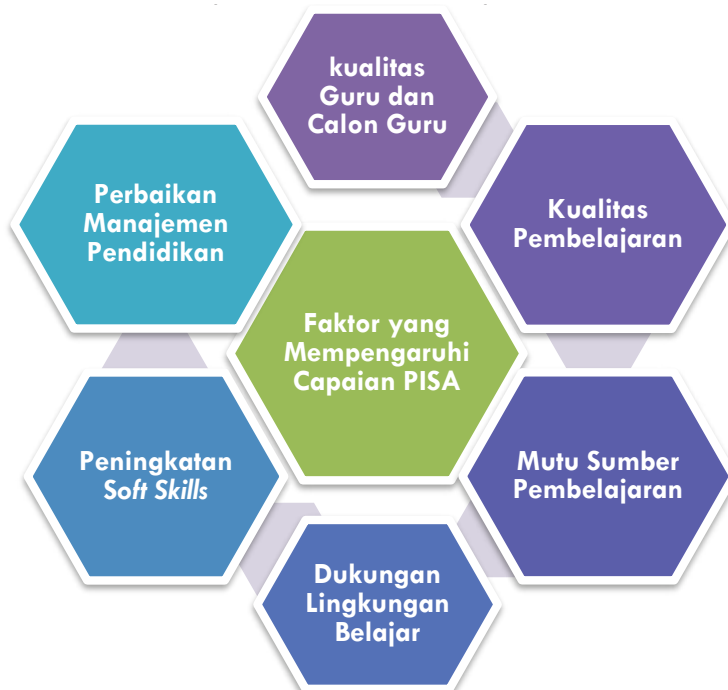 kualitas
Guru dan
Calon Guru
Kualitas
Pembelajaran
Mutu Sumber
Pembelajaran
Dukungan
Lingkungan
Belajar
Peningkatan
Soft Skills
Perbaikan
Manajemen
Pendidikan
Faktor yang
Mempengaruhi
Capaian PISA